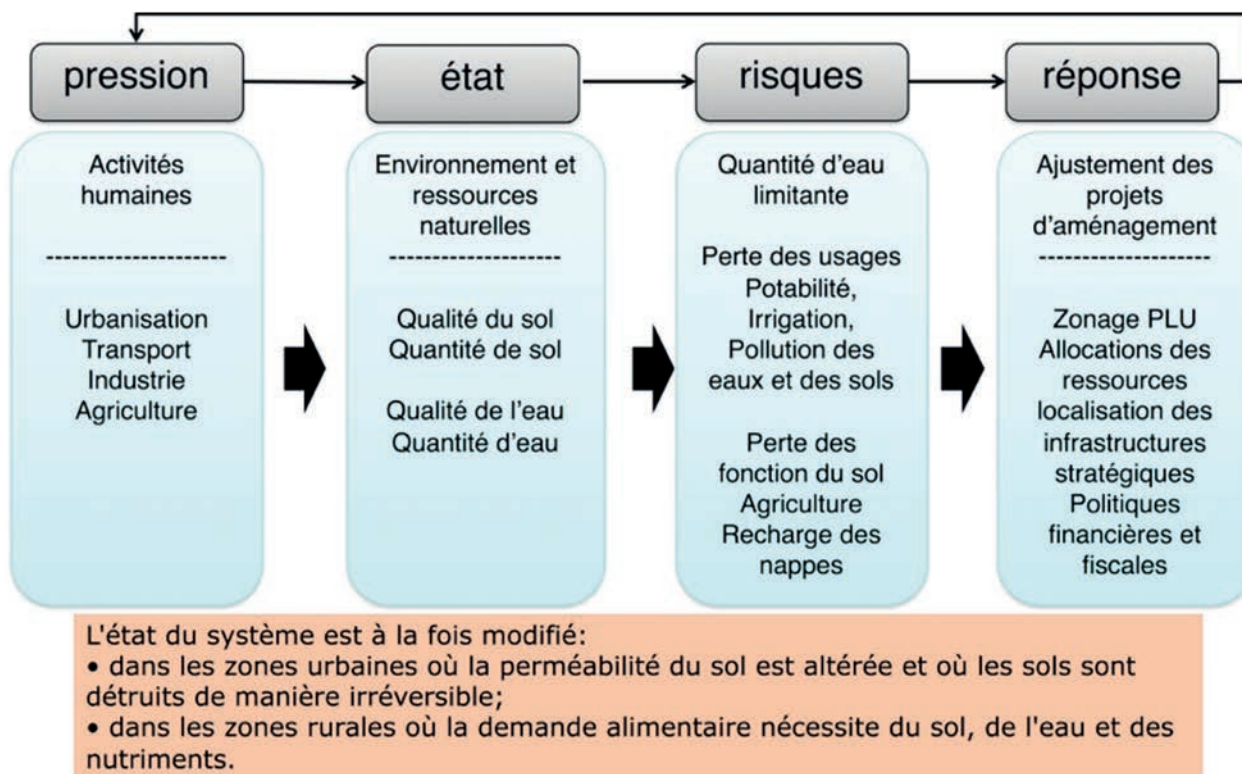 pression
état
risques
réponse
Activités
humaines
---------------------
Urbanisation
Transport
Industrie
Agriculture
Environnement et
ressources
naturelles
--------------------
Qualité du sol
Quantité de sol
Qualité de l'eau
Quantité d'eau
Quantité d'eau
limitante
Perte des usages
Potabilité,
Irrigation,
Pollution des
eaux et des sols
Perte des
fonction du sol
Agriculture
Recharge des
nappes
Ajustement des
projets
d'aménagement
--------------------
Zonage PLU
Allocations des
ressources
localisation des
infrastructures
stratégiques
Politiques
financières et
fiscales
L'état du système est à la fois modifié:
• dans les zones urbaines où la perméabilité du sol est altérée et où les sols sont
détruits de manière irréversible;
• dans les zones rurales où la demande alimentaire nécessite du sol, de l'eau et des
nutriments.